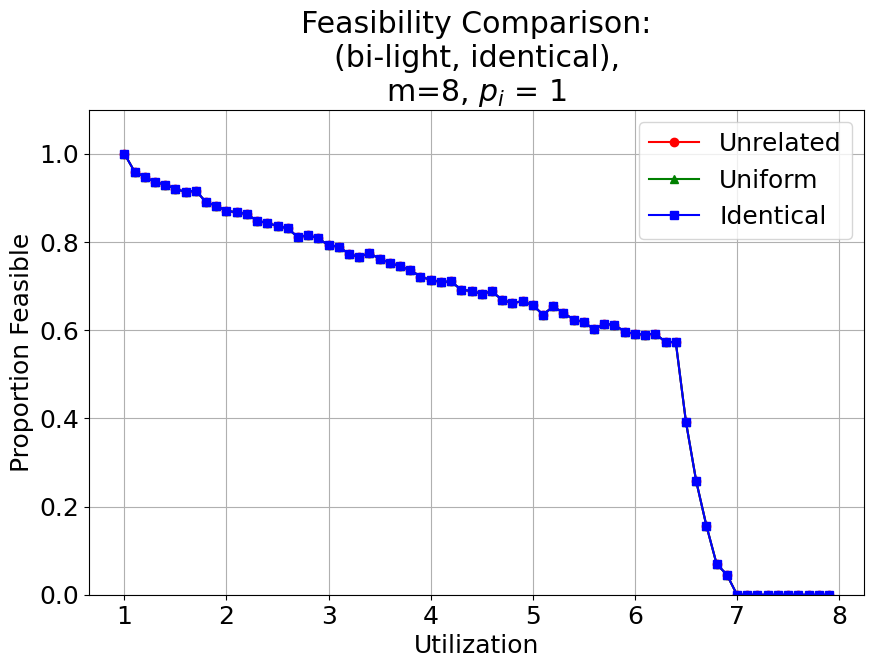 Feasibility Comparison:
(bi-light, identical),
m=8, $p_i$ = 1
Unrelated
Uniform
Identical
Proportion Feasible
1.0
0.8
0.6
0.4
0.2
0.0
1 2 3 4 5 6 7 8
Utilization